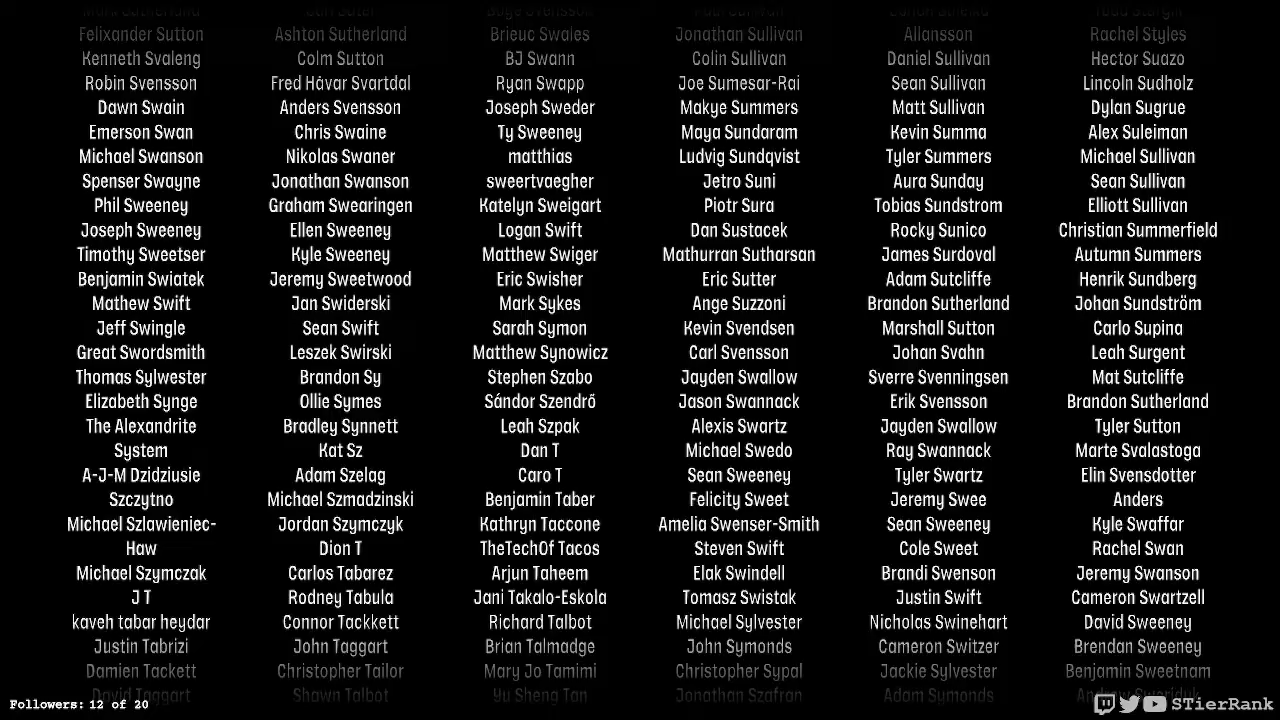 Felixander Sutton Ashton Sutherland Brieuc Swales Jonathan Sullivan Allansson Rachel Styles
Kenneth Svaleng Colm Sutton BJ Swann Colin Sullivan Daniel Sullivan Hector Suazo
Robin Svensson Fred Håvar Svartdal Ryan Swapp Joe Sumesar-Rai Sean Sullivan Lincoln Sudholz
Dawn Swain Anders Svensson Joseph Sweder Makye Summers Matt Sullivan Dylan Sugrue
Emerson Swan Chris Swaine Ty Sweeney Maya Sundaram Kevin Summa Alex Suleiman
Michael Swanson Nikolas Swaner matthias Ludvig Sundqvist Tyler Summers Michael Sullivan
Spenser Swayne Jonathan Swanson sweertvaegher Jetro Suni Aura Sunday Sean Sullivan
Phil Sweeney Graham Swearingen Katelyn Sweigart Piotr Sura Tobias Sundstrom Elliott Sullivan
Joseph Sweeney Ellen Sweeney Logan Swift Dan Sustacek Rocky Sunico Christian Summerfield
Timothy Sweetser Kyle Sweeney Matthew Swiger Mathurran Sutharsan James Surdoval Autumn Summers
Benjamin Swiatek Jeremy Sweetwood Eric Swisher Eric Sutter Adam Sutcliffe Henrik Sundberg
Mathew Swift Jan Swiderski Mark Sykes Ange Suzzoni Brandon Sutherland Johan Sundström
Jeff Swingle Sean Swift Sarah Symon Kevin Svendsen Marshall Sutton Carlo Supina
Great Swordsmith Leszek Swirski Matthew Synowicz Carl Svensson Johan Svahn Leah Surgent
Thomas Sylwester Brandon Sy Stephen Szabo Jayden Swallow Sverre Svenningsen Mat Sutcliffe
Elizabeth Synge Ollie Symes Sándor Szendrő Jason Swannack Erik Svensson Brandon Sutherland
The Alexandrite Bradley Synnett Leah Szpak Alexis Swartz Jayden Swallow Tyler Sutton
System Kat Sz Dan T Michael Swedo Ray Swannack Marte Svalastoga
A-J-M Dzidziusie Adam Szelag Caro T Sean Sweeney Tyler Swartz Elin Svensdotter
Szczytno Michael Szmadzinski Benjamin Taber Felicity Sweet Jeremy Swee Anders
Michael Szlawieniec- Jordan Szymczyk Kathryn Taccone Amelia Swenser-Smith Sean Sweeney Kyle Swaffar
Haw Dion T TheTechOf Tacos Steven Swift Cole Sweet Rachel Swan
Michael Szymczak Carlos Tabarez Arjun Taheem Elak Swindell Brandi Swenson Jeremy Swanson
J T Rodney Tabula Jani Takalo-Eskola Tomasz Swistak Justin Swift Cameron Swartzell
kaveh tabar heydar Connor Tackkett Richard Talbot Michael Sylvester Nicholas Swinehart David Sweeney
Justin Tabrizi John Taggart Brian Talmadge John Symonds Cameron Switzer Brendan Sweeney
Damien Tackett Christopher Tailor Mary Jo Tamimi Christopher Sypal Jackie Sylvester Benjamin Sweetnam
David Taggart Shawn Talbot Yu Sheng Tan Jonathan Szafran Adam Symonds
Followers: 12 of 20 STierRank